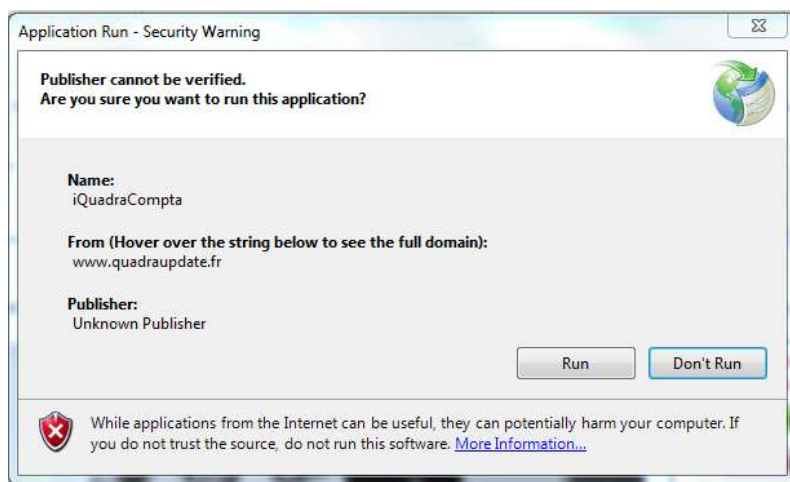 Application Run - Security Warning
Publisher cannot be verified.
Are you sure you want to run this application?
Name:
iQuadraCompta
From (Hover over the string below to see the full domain):
www.quadraupdate.fr
Publisher:
Unknown Publisher
Run
Don't Run
While applications from the Internet can be useful, they can potentially harm your computer. If
you do not trust the source, do not run this software. More Information...